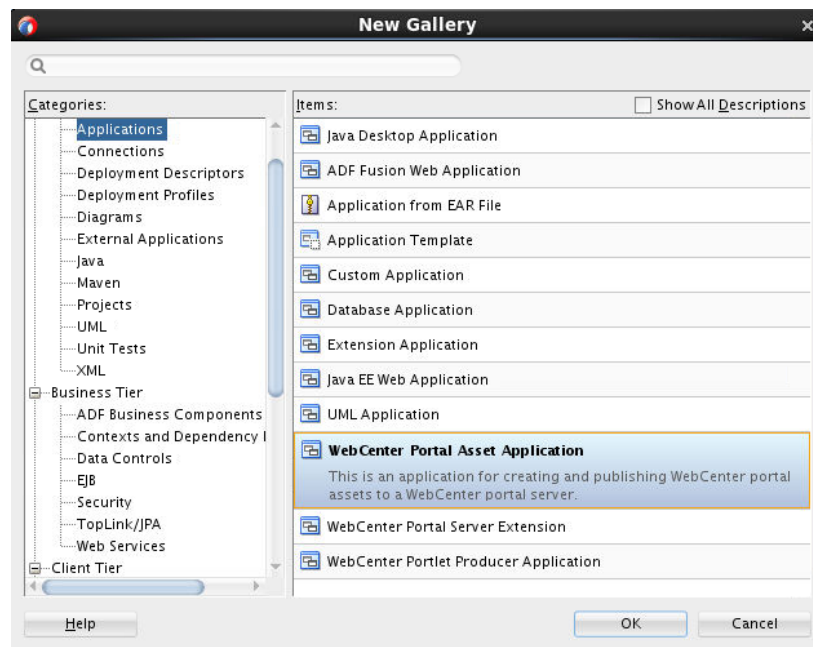 New Gallery
Categories:
Applications
Connections
Deployment Descriptors
Deployment Profiles
Diagrams
External Applications
Java
Maven
Projects
UML
Unit Tests
XML
Business Tier
ADF Business Components
Contexts and Dependency I
Data Controls
EJB
Security
TopLink/JPA
Web Services
Client Tier
Items:
Show All Descriptions
Java Desktop Application
ADF Fusion Web Application
Application from EAR File
Application Template
Custom Application
Database Application
Extension Application
Java EE Web Application
UML Application
WebCenter Portal Asset Application
This is an application for creating and publishing WebCenter portal
assets to a WebCenter portal server.
WebCenter Portal Server Extension
WebCenter Portlet Producer Application
Help
OK
Cancel